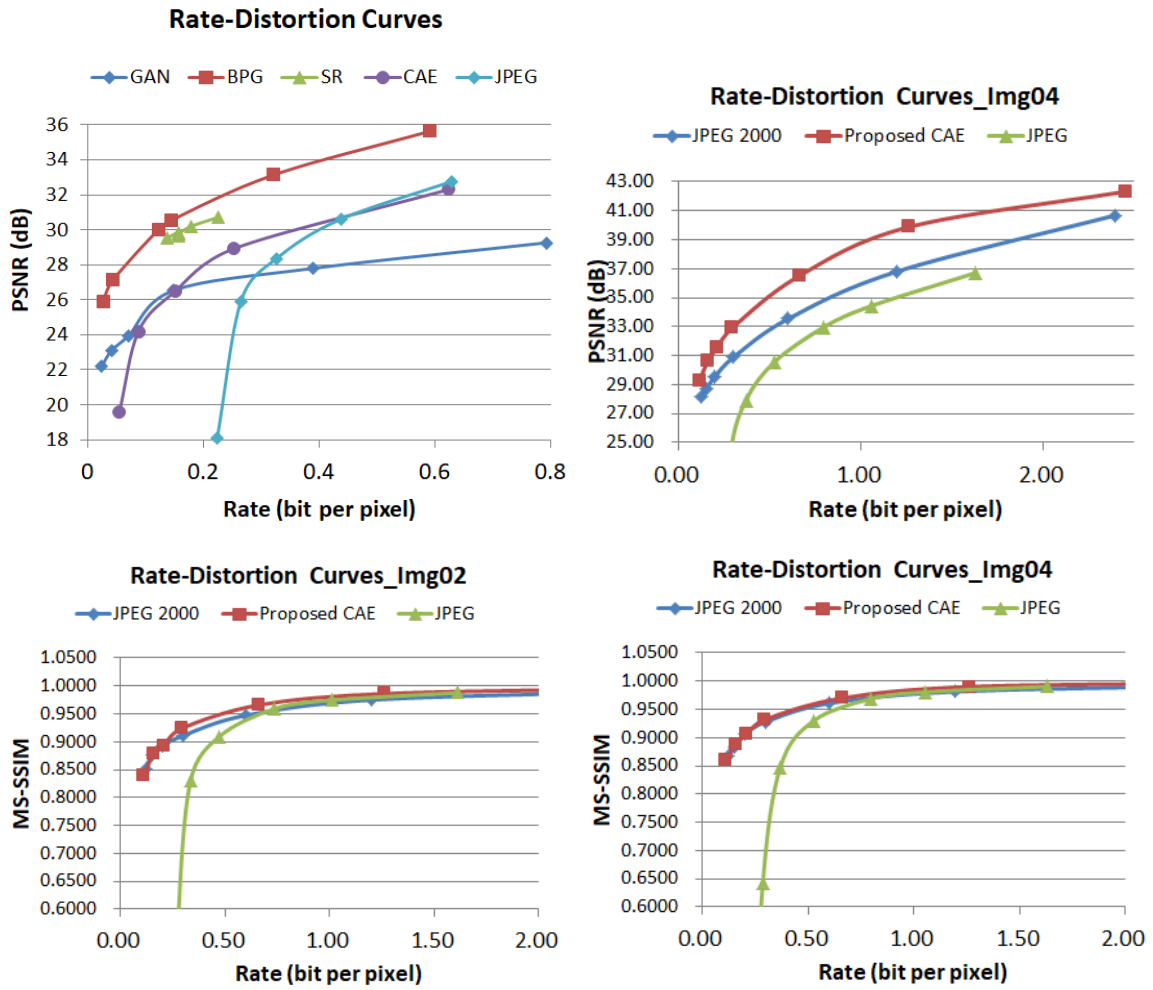 Rate-Distortion Curves
GAN BPG SR CAE JPEG
PSNR (dB)
36
34
32
30
28
26
24
22
20
18
0 0.2 0.4 0.6 0.8
Rate (bit per pixel)
Rate-Distortion Curves_Img04
JPEG 2000 Proposed CAE JPEG
PSNR (dB)
43.00
41.00
39.00
37.00
35.00
33.00
31.00
29.00
27.00
25.00
0.00 1.00 2.00
Rate (bit per pixel)
Rate-Distortion Curves_Img02
JPEG 2000 Proposed CAE JPEG
MS-SSIM
1.0500
1.0000
0.9500
0.9000
0.8500
0.8000
0.7500
0.7000
0.6500
0.6000
0.00 0.50 1.00 1.50 2.00
Rate (bit per pixel)
Rate-Distortion Curves_Img04
JPEG 2000 Proposed CAE JPEG
MS-SSIM
1.0500
1.0000
0.9500
0.9000
0.8500
0.8000
0.7500
0.7000
0.6500
0.6000
0.00 0.50 1.00 1.50 2.00
Rate (bit per pixel)